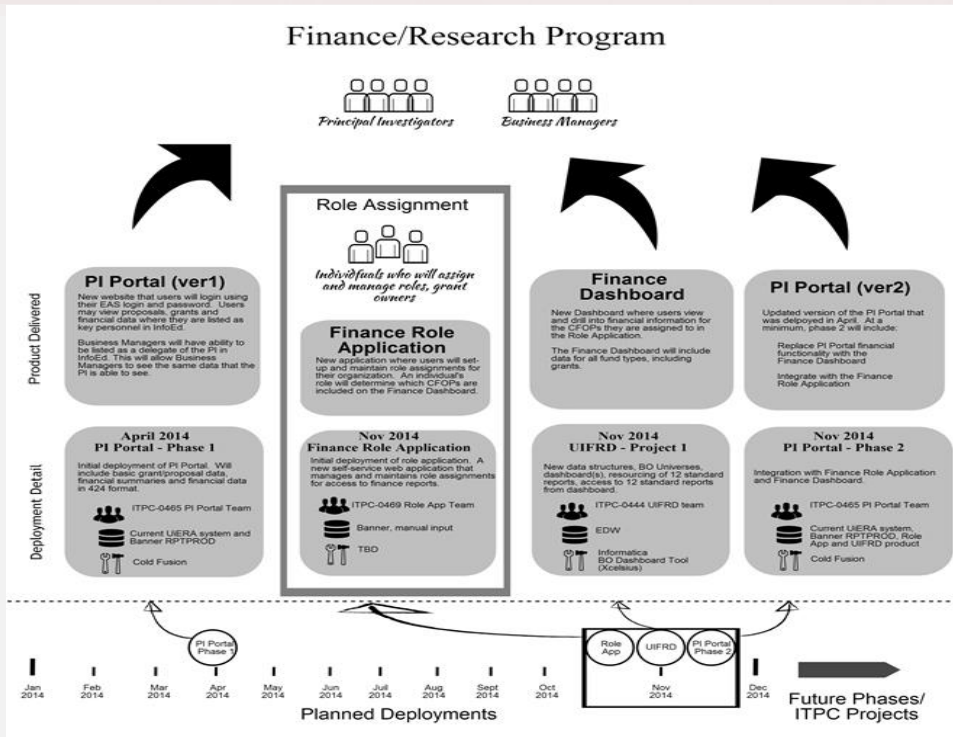 Finance/Research Program
Principal Investigators
Business Managers
Role Assignment
Individfuals who will assign
and manage roles, grant
owners
Product Delivered
PI Portal (ver1)
New website that users will login using
their EAS login and password. Users
may view proposals, grants and
financial data where they are listed as
key personnel in InfoEd.
Business Managers will have ability to
be listed as a delegate of the PI in
InfoEd. This will allow Business
Managers to see the same data that the
PI is able to see.
Finance Role
Application
New application where users will set-
up and maintain role assignments for
their organization. An individual's
role will determine which CFOPs are
included on the Finance Dashboard.
Finance
Dashboard
New Dashboard where users view
and drill into financial information for
the CFOPs they are assigned to in
the Role Application.
The Finance Dashboard will include
data for all fund types, including
grants.
PI Portal (ver2)
Updated version of the PI Portal that
was delpoyed in April. At a
minimum, phase 2 will include:
Replace PI Portal financial
functionality with the
Finance Dashboard
Integrate with the Finance
Role Application
Deployment Detail
April 2014
PI Portal - Phase 1
Initial deployment of PI Portal. Will
include basic grant/proposal data,
financial summaries and financial data
in 424 format.
ITPC-0465 PI Portal Team
Current UIERA system and
Banner RPTPROD
Cold Fusion
Nov 2014
Finance Role Application
Initial deployment of role application. A
new self-service web application that
manages and maintains role assignments
for access to finance reports.
ITPC-0469 Role App Team
Banner, manual input
TBD
Nov 2014
UIFRD - Project 1
New data structures, BO Universes,
dashboard(s), resourcing of 12 standard
reports, access to 12 standard reports
from dashboard.
ITPC-0444 UIFRD team
EDW
Informatica
BO Dashboard Tool
(Xcelsius)
Nov 2014
PI Portal - Phase 2
Integration with Finance Role Application
and Finance Dashboard.
ITPC-0465 PI Portal Team
Current UIERA system,
Banner RPTPROD, Role
App and UIFRD product
Cold Fusion
PI Portal
Phase 1
Role
App
UIFRD
PI Portal
Phase 2
Jan
2014
Feb
2014
Mar
2014
Apr
2014
May
2014
Jun
2014
Juil
2014
Aug
2014
Sept
2014
Oct
2014
Nov
2014
Dec
2014
Planned Deployments
Future Phases/
ITPC Projects